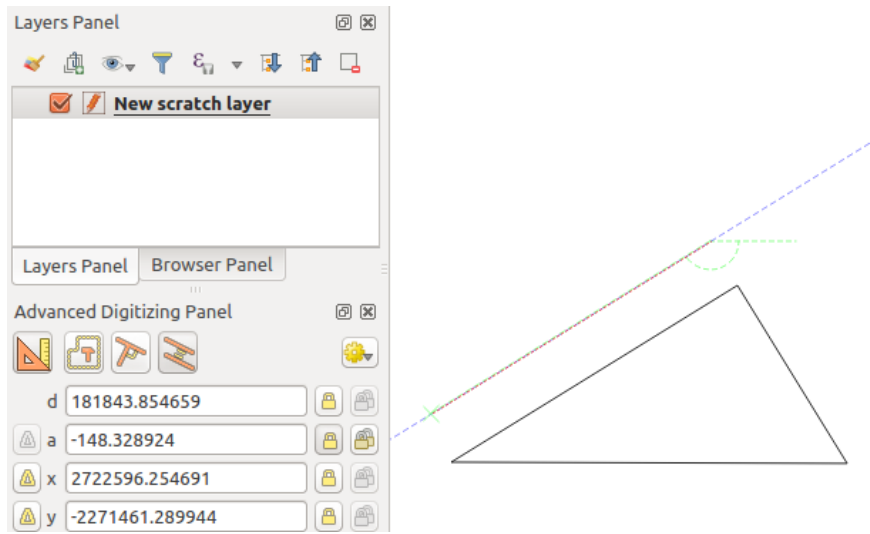 Layers Panel
New scratch layer
Layers Panel Browser Panel
Advanced Digitizing Panel
d 181843.854659
a -148.328924
x 2722596.254691
y -2271461.289944